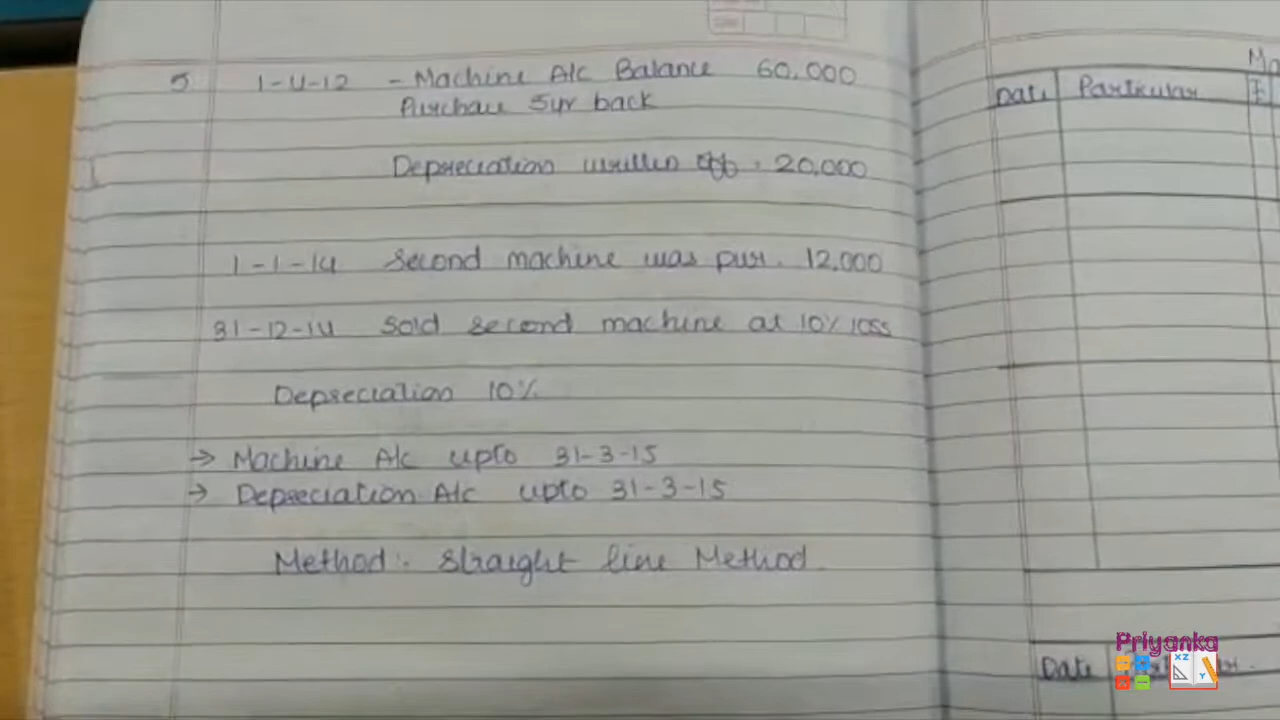 5 1-4-12 - Machine A/c Balance 60,000
Purchase 5yr back
Depreciation written off = 20,000
1-1-14 Second machine was pur. 12,000
31-12-14 Sold second machine at 10% loss
Depreciation 10%
→ Machine A/c upto 31-3-15
→ Depreciation A/c upto 31-3-15
Method:- Straight line Method
Ma
Date Particular F
Date
Priyanka
XZ
Y